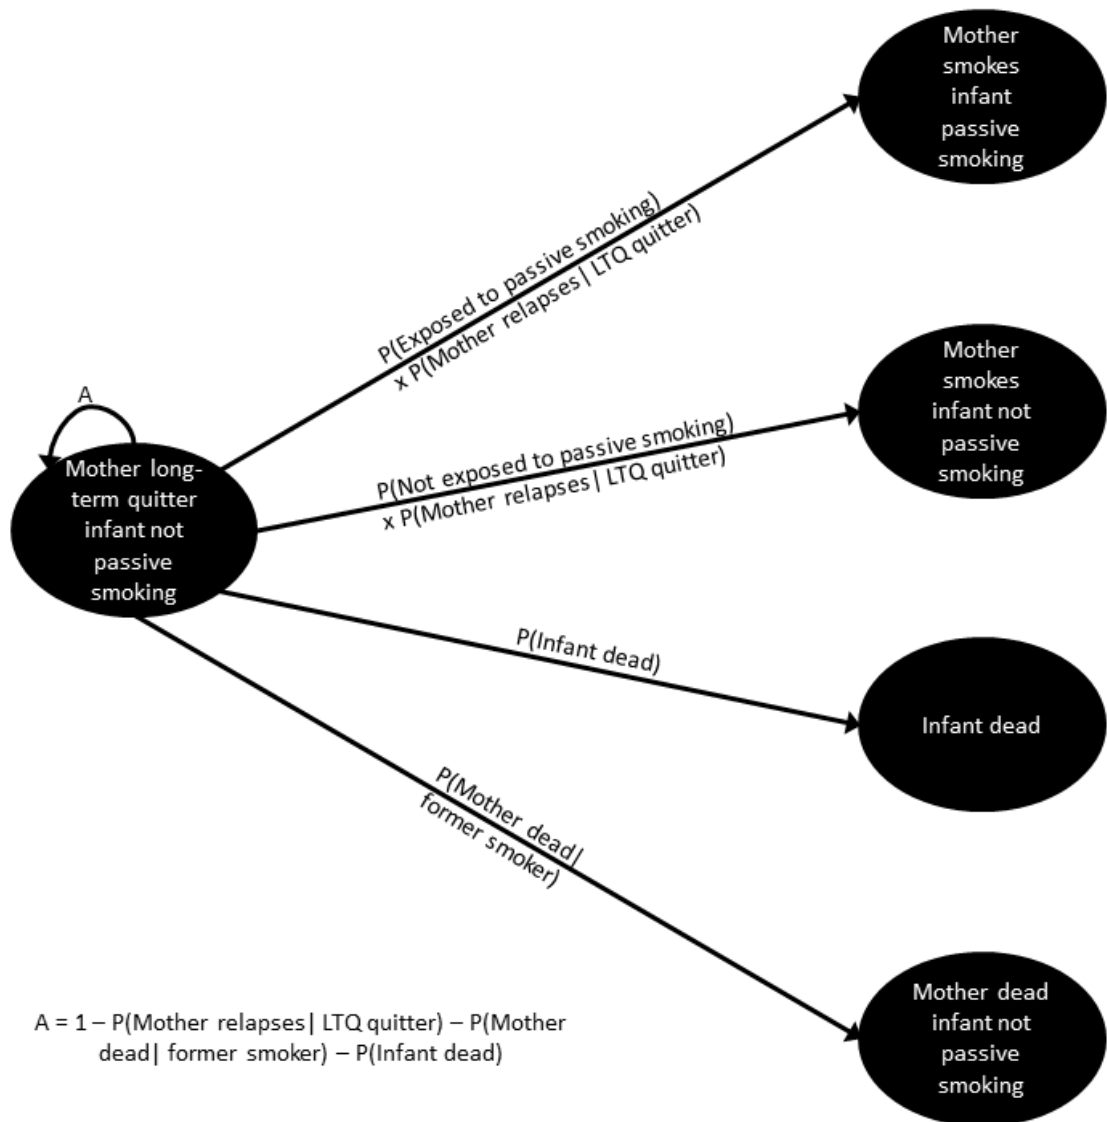 Mother
smokes
infant
passive
smoking
P(Exposed to passive smoking)
x P(Mother relapses| LTQ quitter)
Mother
smokes
infant not
passive
smoking
A
P(Not exposed to passive smoking)
x P(Mother relapses| LTQ quitter)
Mother long-
term quitter
infant not
passive
smoking
P(Infant dead)
Infant dead
P(Mother dead|
former smoker)
Mother dead
infant not
passive
smoking
A = 1 – P(Mother relapses| LTQ quitter) – P(Mother
dead| former smoker) – P(Infant dead)